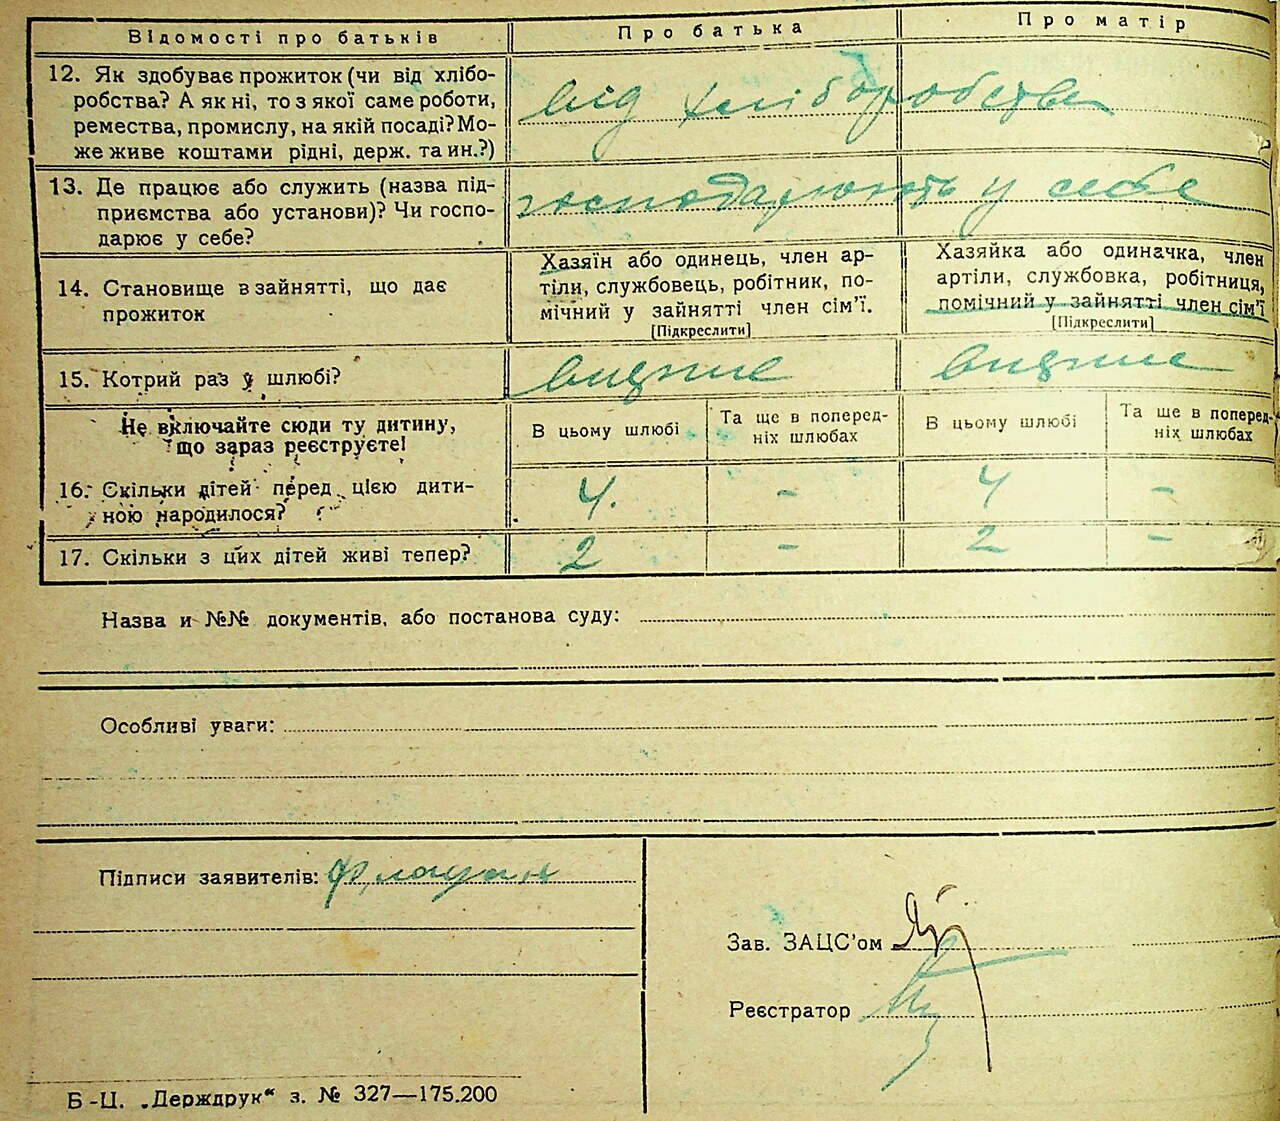 Відомості про батьків
Про батька
Про матір
12. Як здобуває прожиток (чи від хлібо-
робства? А як ні, то з якої саме роботи,
ремества, промислу, на якій посаді? Мо-
же живе коштами рідні, держ. та ин.?)
від хліборобства
13. Де працює або служить (назва під-
приємства або установи)? Чи госпо-
дарює у себе?
господарюють у себе
14. Становище в зайнятті, що дає
прожиток
Хазяїн або одинець, член ар-
тіли, службовець, робітник, по-
мічний у зайнятті член сім’ї.
[Підкреслити]
Хазяйка або одиначка, член
артіли, службовка, робітниця,
помічний у зайнятті член сім’ї
[Підкреслити]
15. Котрий раз у шлюбі?
Не включайте сюди ту дитину,
що зараз реєструєте!
В цьому шлюбі
Та ще в поперед-
ніх шлюбах
В цьому шлюбі
Та ще в поперед-
ніх шлюбах
16. Скільки дітей перед цією дити-
ною народилося?
4. - 4 -
17. Скільки з цих дітей живі тепер?
2 - 2 -
Назва и №№ документів, або постанова суду:
Особливі уваги:
Підписи заявителів:
Зав. ЗАЦС’ом
Реєстратор
Б-Ц. „Держдрук“ з. № 327—175.200